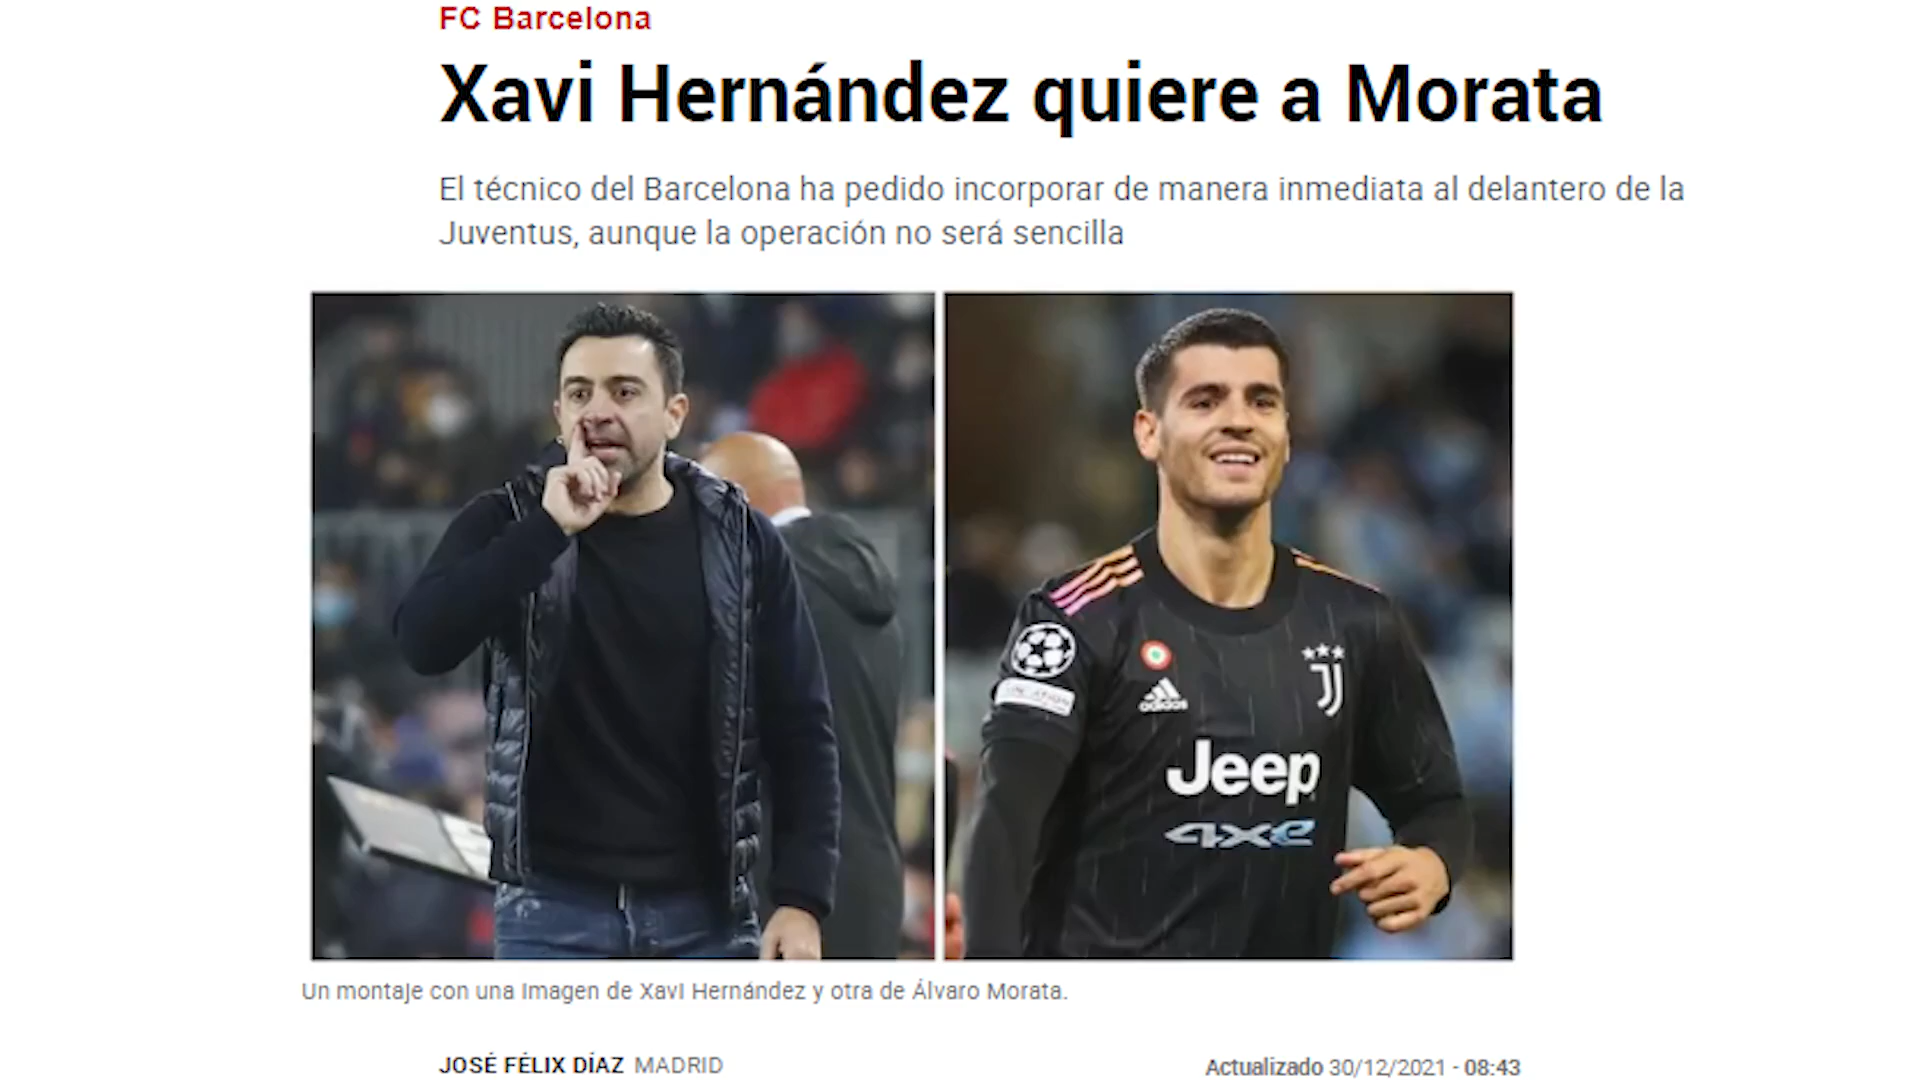 FC Barcelona
Xavi Hernández quiere a Morata
El técnico del Barcelona ha pedido incorporar de manera inmediata al delantero de la
Juventus, aunque la operación no será sencilla
adidas
Jeep
4xe
Un montaje con una Imagen de Xavi Hernández y otra de Álvaro Morata.
JOSÉ FÉLIX DÍAZ MADRID
Actualizado 30/12/2021 - 08:43